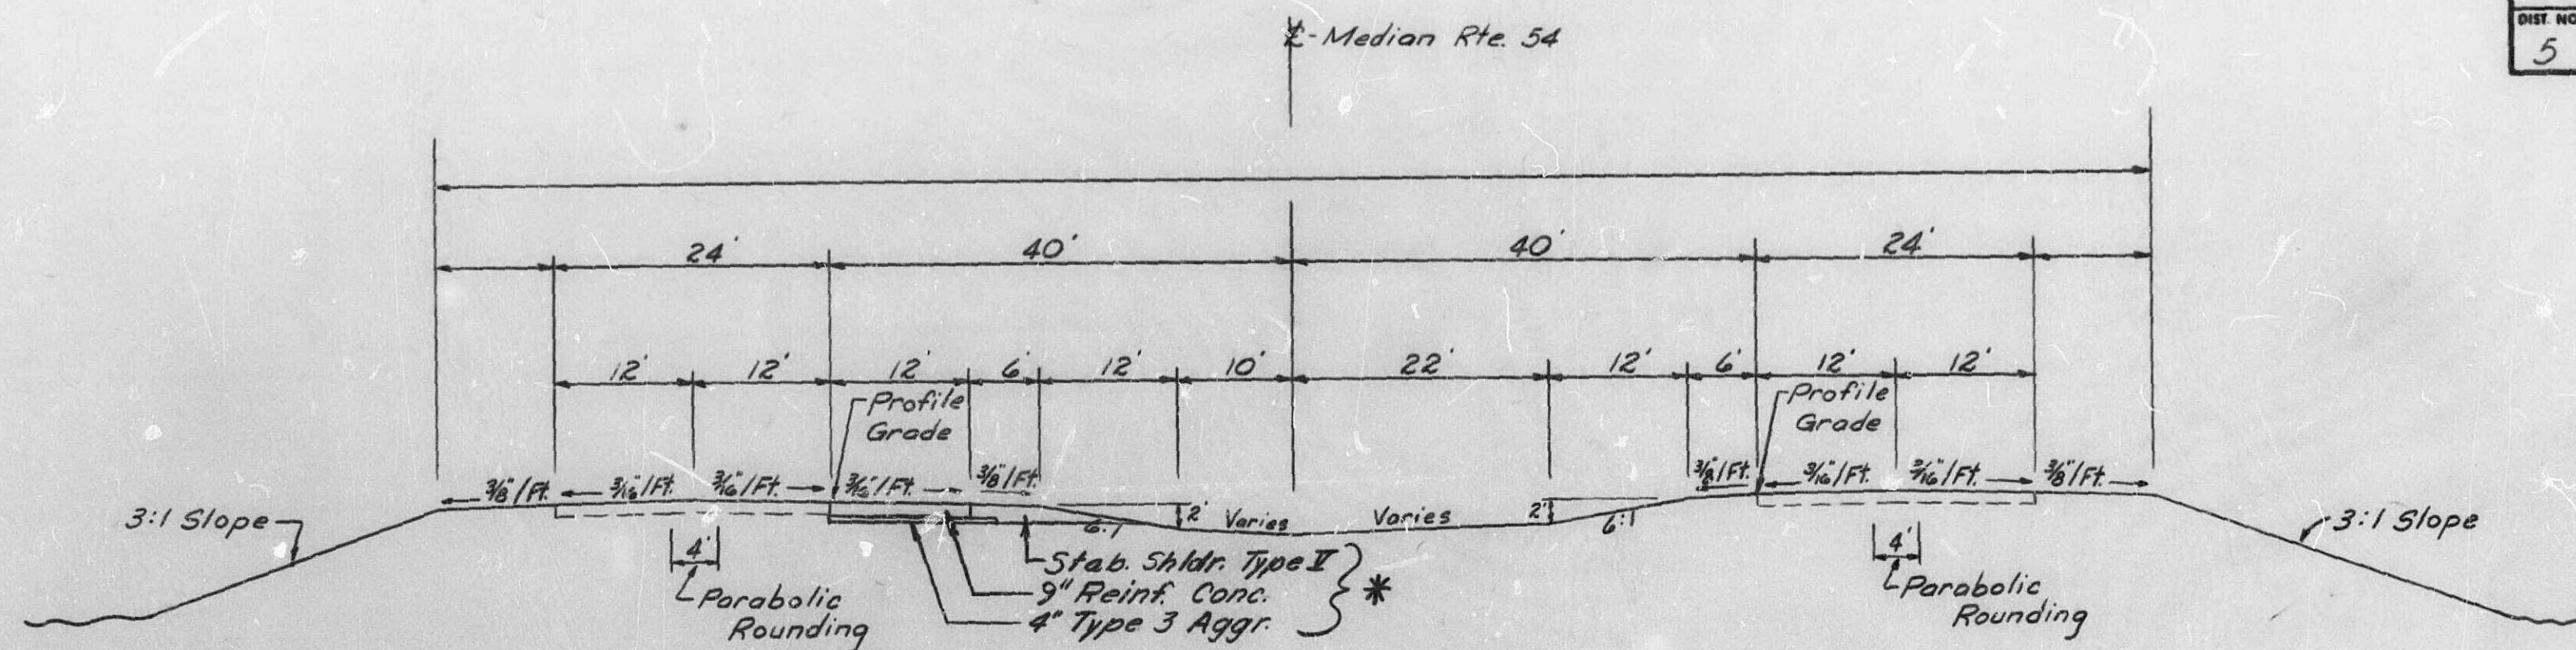 DIST. NO
5
℄-Median Rte. 54
24' 40' 40' 24'
12' 12' 12' 6' 12' 10' 22' 12' 6' 12' 12'
Profile
Grade
Profile
Grade
3/8"/Ft. 3/16"/Ft. 3/16"/Ft. 3/16"/Ft. 3/8"/Ft. 3/8"/Ft. 3/16"/Ft. 3/16"/Ft. 3/8"/Ft.
3:1 Slope 6:1 2' Varies Varies 2' 6:1 3:1 Slope
4' 4'
Parabolic
Rounding
Stab. Shldr. Type V
9" Reinf. Conc.
4" Type 3 Aggr.
*
Parabolic
Rounding